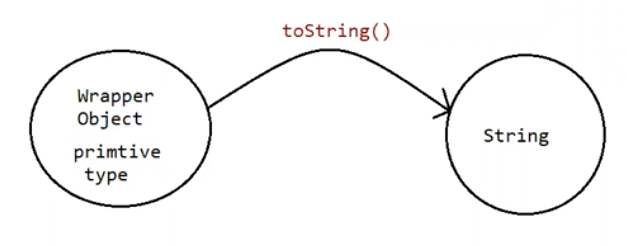 toString()
Wrapper
Object
primtive
type
String